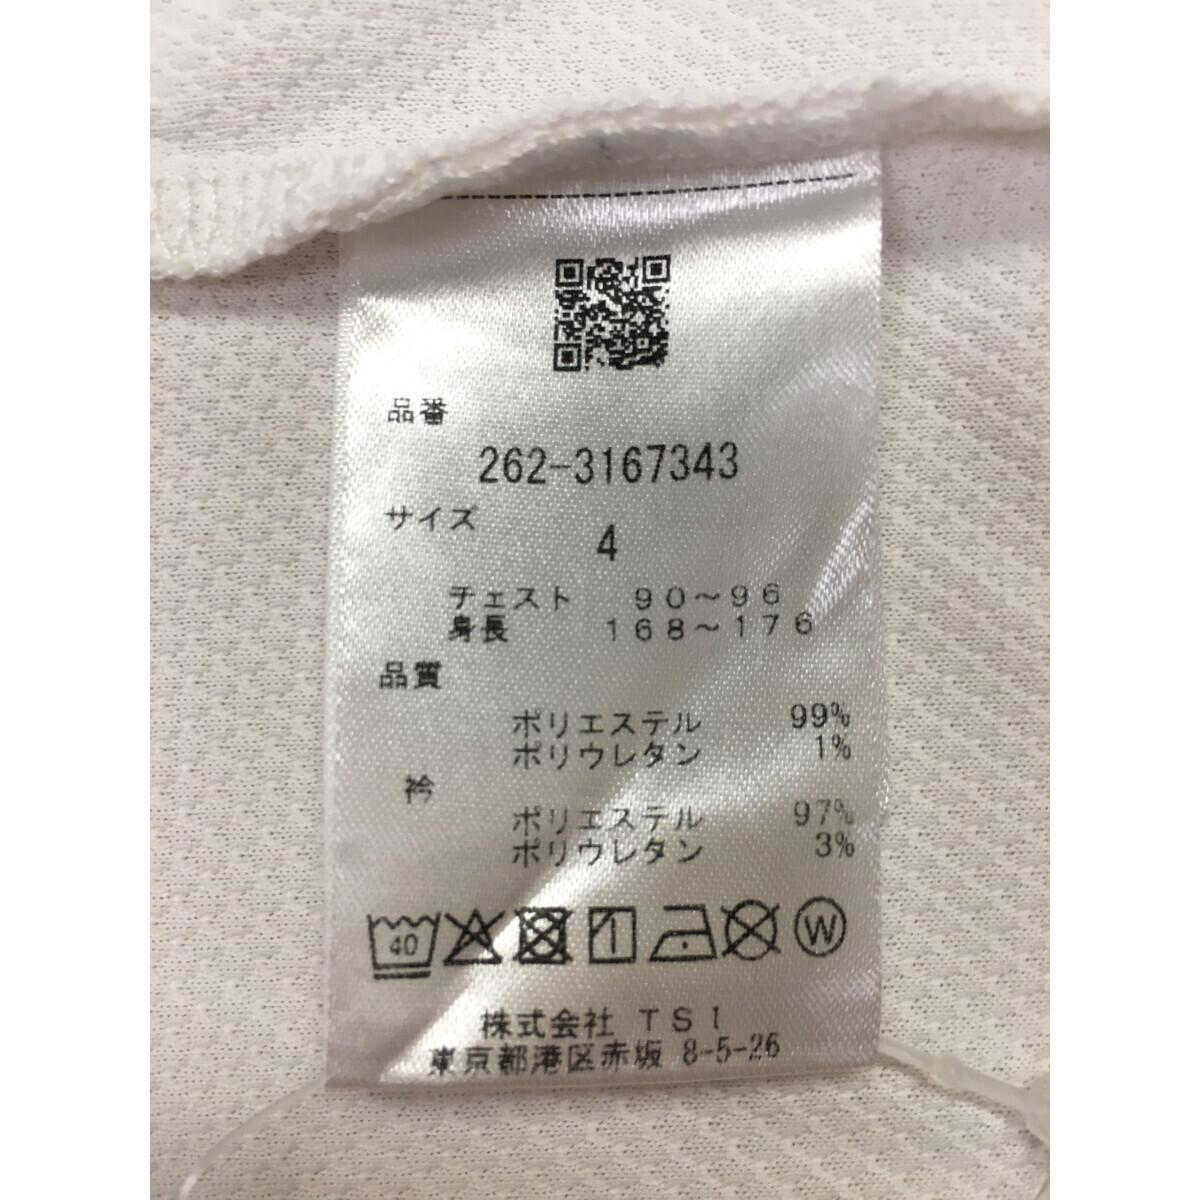 品番
262-3167343
サイズ
4
チェスト 90～96
身長 168～176
品質
ポリエステル 99%
ポリウレタン 1%
衿
ポリエステル 97%
ポリウレタン 3%
40 W
株式会社 TSI
東京都港区赤坂 8-5-26